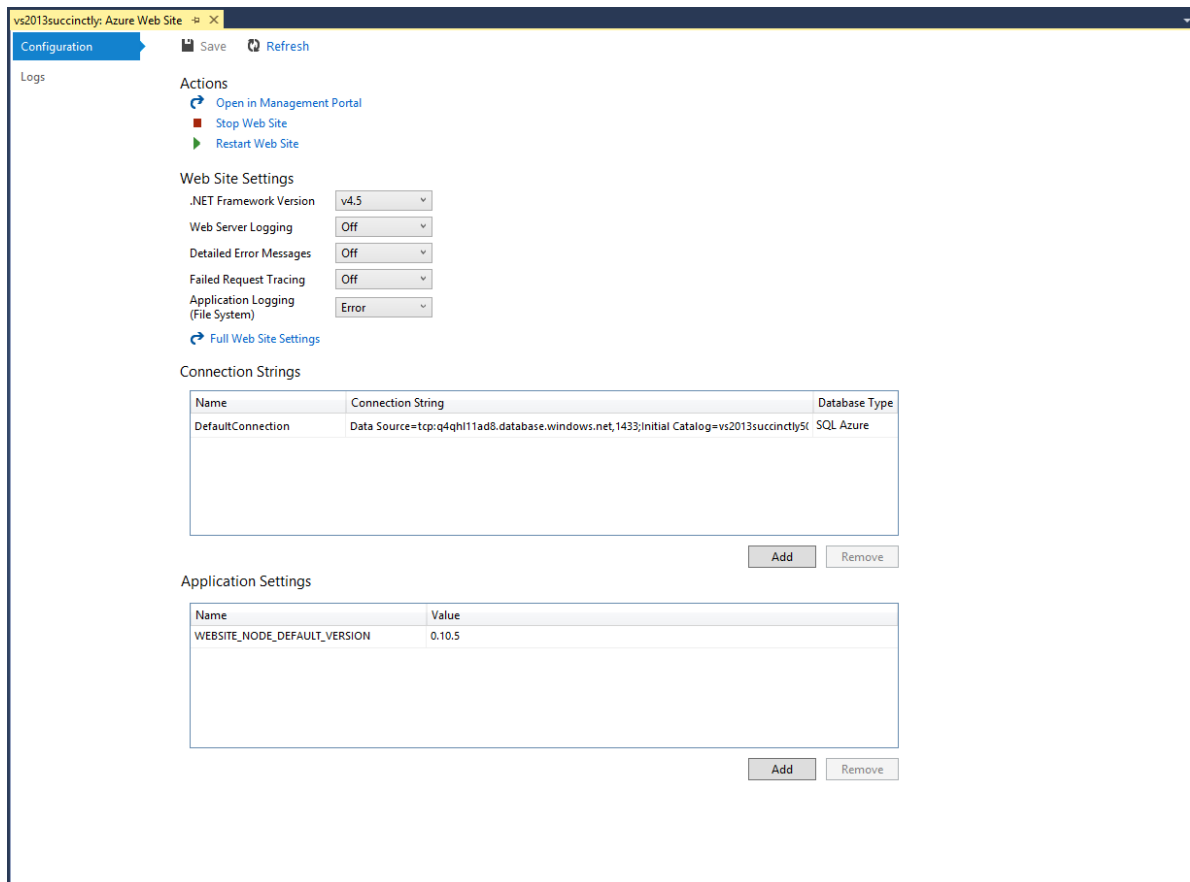 vs2013succinctly: Azure Web Site
Configuration
Logs
Save Refresh
Actions
Open in Management Portal
Stop Web Site
Restart Web Site
Web Site Settings
.NET Framework Version v4.5
Web Server Logging Off
Detailed Error Messages Off
Failed Request Tracing Off
Application Logging
(File System) Error
Full Web Site Settings
Connection Strings
Name Connection String Database Type
DefaultConnection Data Source=tcp:q4qhl11ad8.database.windows.net,1433;Initial Catalog=vs2013succinctly5( SQL Azure
Add Remove
Application Settings
Name Value
WEBSITE_NODE_DEFAULT_VERSION 0.10.5
Add Remove